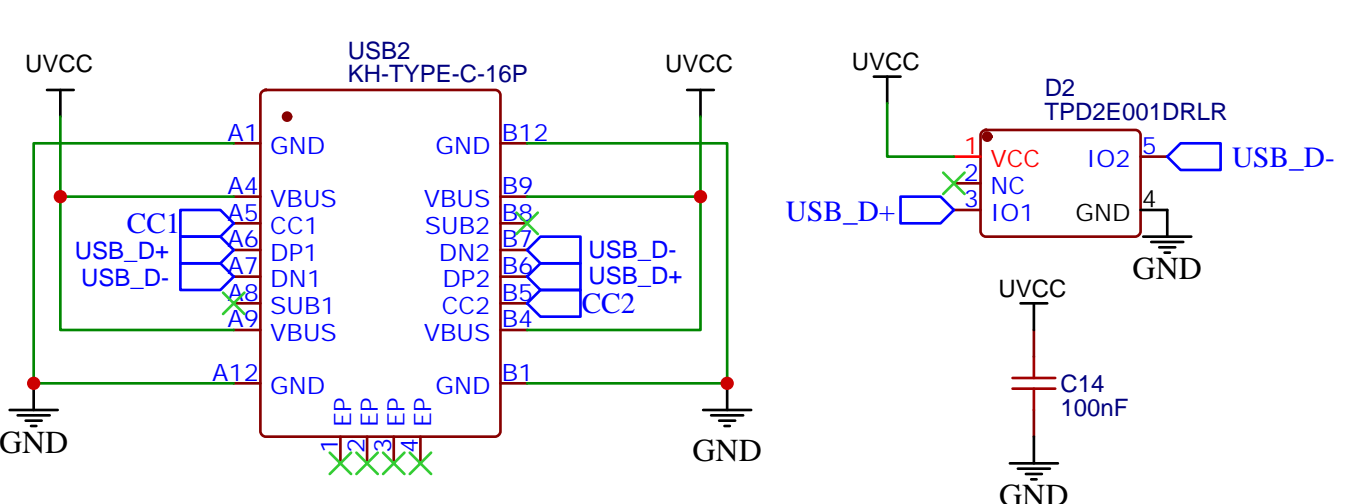 UVCC
USB2
KH-TYPE-C-16P
UVCC
A1 GND GND B12
A4 VBUS VBUS B9
CC1 A5 CC1 SUB2 B8
USB_D+ A6 DP1 DN2 B7 USB_D-
USB_D- A7 DN1 DP2 B6 USB_D+
A8 SUB1 CC2 B5 CC2
A9 VBUS VBUS B4
A12 GND GND B1
EP EP EP EP
1 2 3 4
GND
GND
UVCC
D2
TPD2E001DRLR
1 VCC IO2 5 USB_D-
2 NC
USB_D+ 3 IO1 GND 4
GND
UVCC
C14
100nF
GND